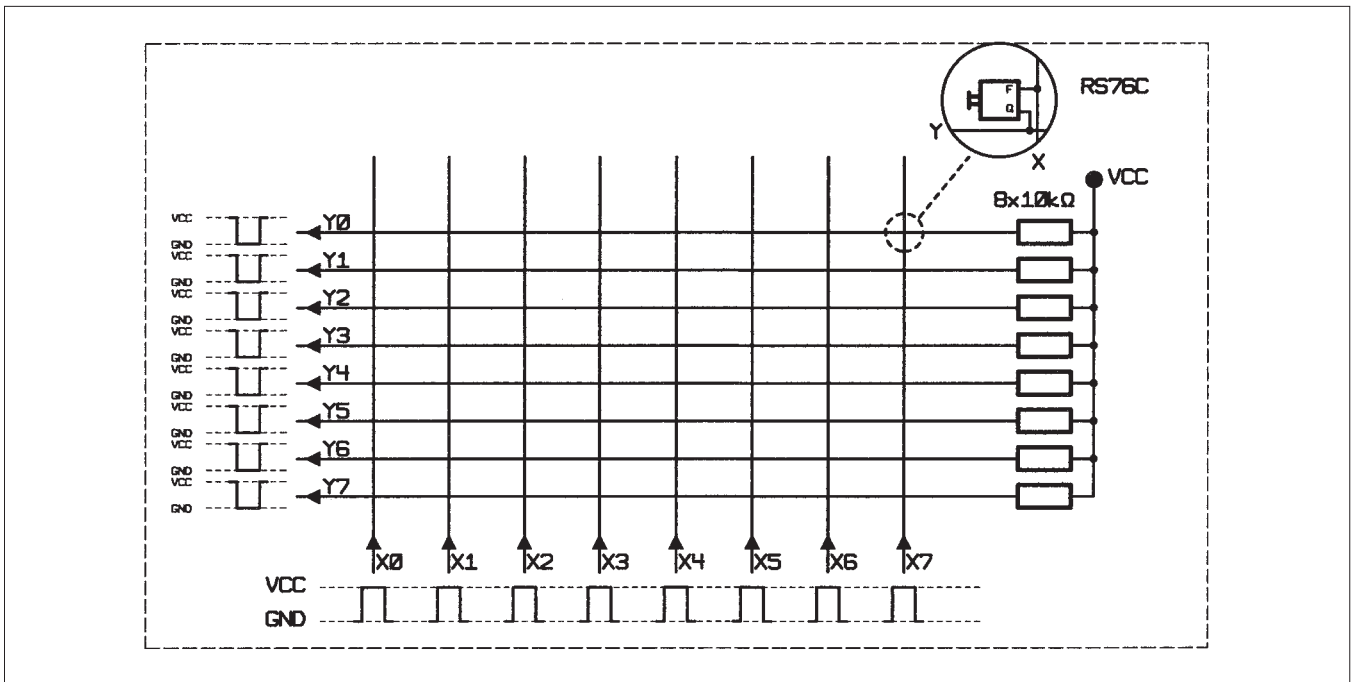 RS76C
F
Q
Y
X
VCC
8x10kΩ
VCC
GND
Y0
VCC
GND
Y1
VCC
GND
Y2
VCC
GND
Y3
VCC
GND
Y4
VCC
GND
Y5
VCC
GND
Y6
VCC
GND
Y7
X0 X1 X2 X3 X4 X5 X6 X7
VCC
GND